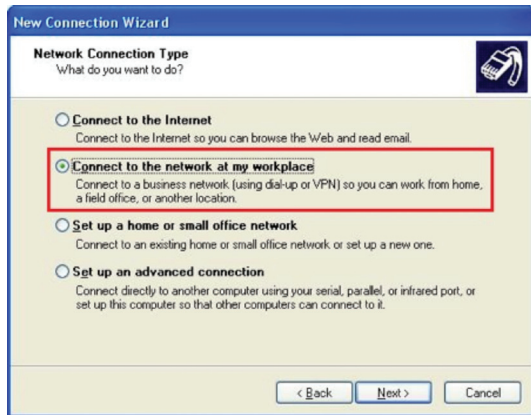 New Connection Wizard
Network Connection Type
What do you want to do?
Connect to the Internet
Connect to the Internet so you can browse the Web and read email.
Connect to the network at my workplace
Connect to a business network (using dial-up or VPN) so you can work from home,
a field office, or another location.
Set up a home or small office network
Connect to an existing home or small office network or set up a new one.
Set up an advanced connection
Connect directly to another computer using your serial, parallel, or infrared port, or
set up this computer so that other computers can connect to it.
< Back
Next >
Cancel